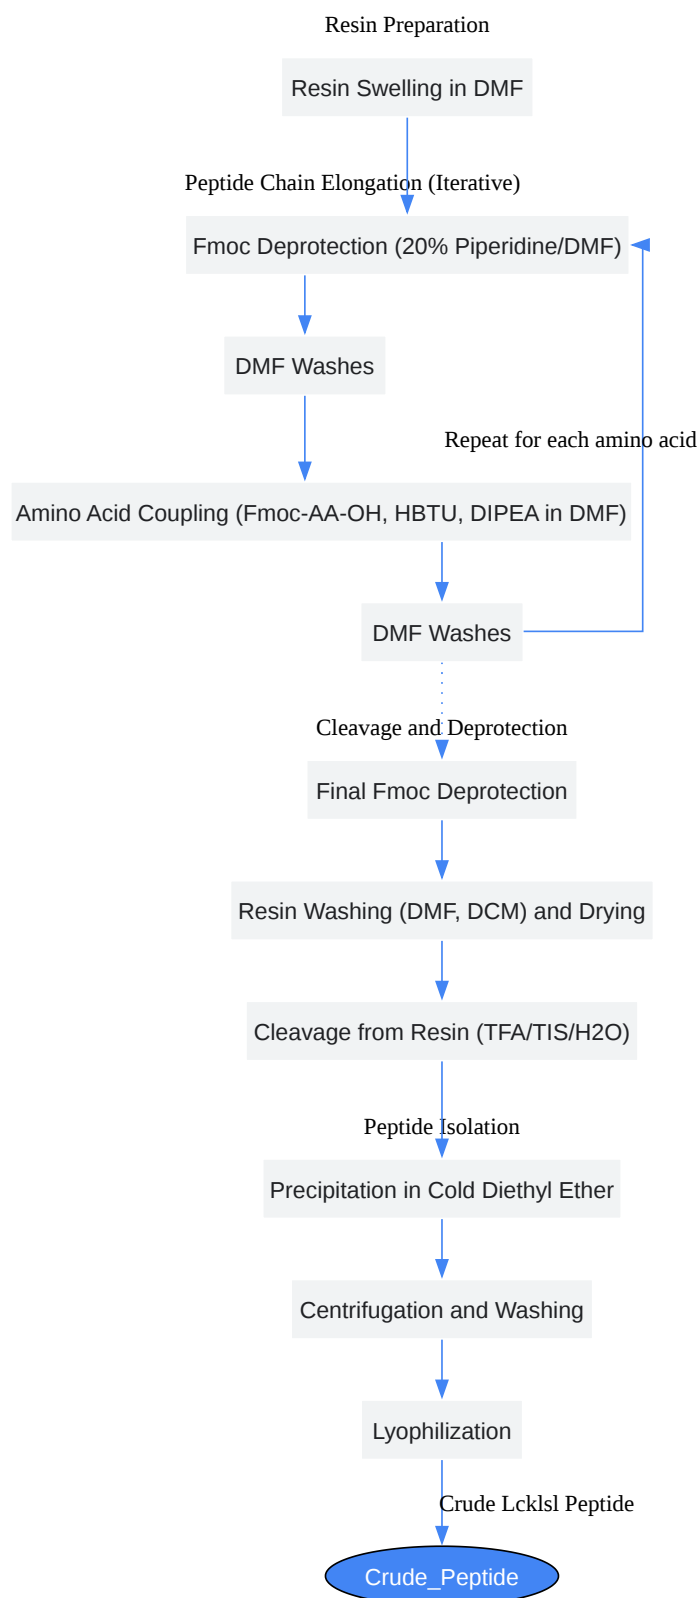 Resin Preparation
Resin Swelling in DMF
Peptide Chain Elongation (Iterative)
Fmoc Deprotection (20% Piperidine/DMF)
DMF Washes
Repeat for each amino acid
Amino Acid Coupling (Fmoc-AA-OH, HBTU, DIPEA in DMF)
DMF Washes
Cleavage and Deprotection
Final Fmoc Deprotection
Resin Washing (DMF, DCM) and Drying
Cleavage from Resin (TFA/TIS/H2O)
Peptide Isolation
Precipitation in Cold Diethyl Ether
Centrifugation and Washing
Lyophilization
Crude Lcklsl Peptide
Crude_Peptide